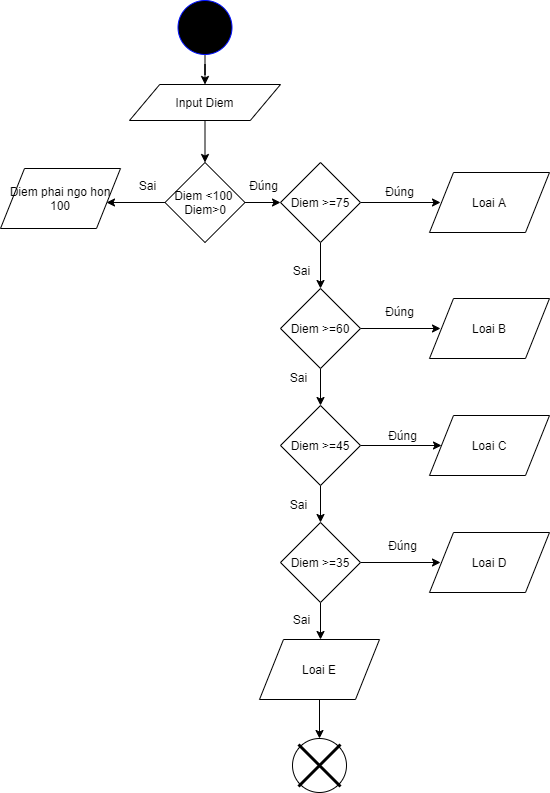 Input Diem
Sai
Đúng
Đúng
Diem phai ngo hon
100
Diem <100
Diem>0
Diem >=75
Loai A
Sai
Đúng
Diem >=60
Loai B
Sai
Đúng
Diem >=45
Loai C
Sai
Đúng
Diem >=35
Loai D
Sai
Loai E